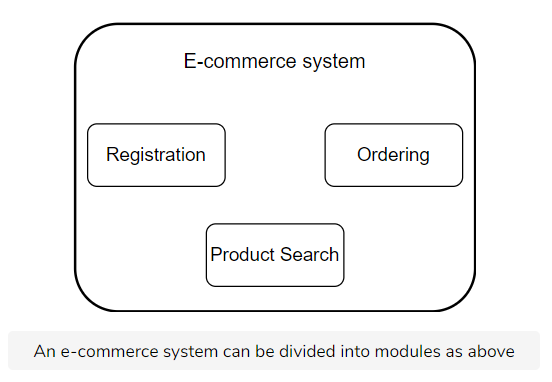 E-commerce system
Registration
Ordering
Product Search
An e-commerce system can be divided into modules as above